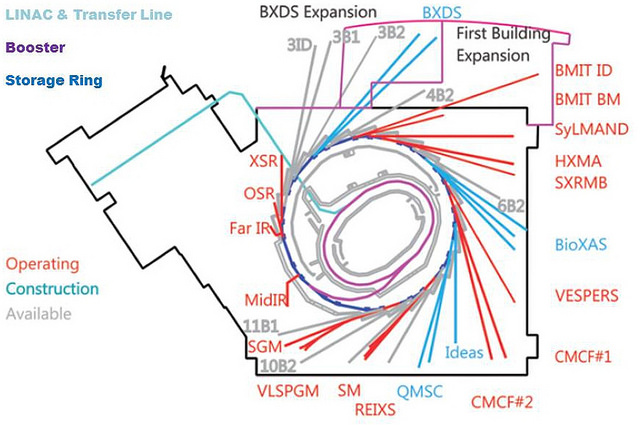 LINAC & Transfer Line
Booster
Storage Ring
BXDS Expansion
BXDS
3ID
3B1
3B2
First Building
Expansion
4B2
BMIT ID
BMIT BM
SyLMAND
HXMA
SXRMB
6B2
BioXAS
VESPERS
CMCF#1
XSR
OSR
Far IR
MidIR
Operating
Construction
Available
11B1
SGM
10B2
Ideas
VLSPGM
SM
REIXS
QMSC
CMCF#2